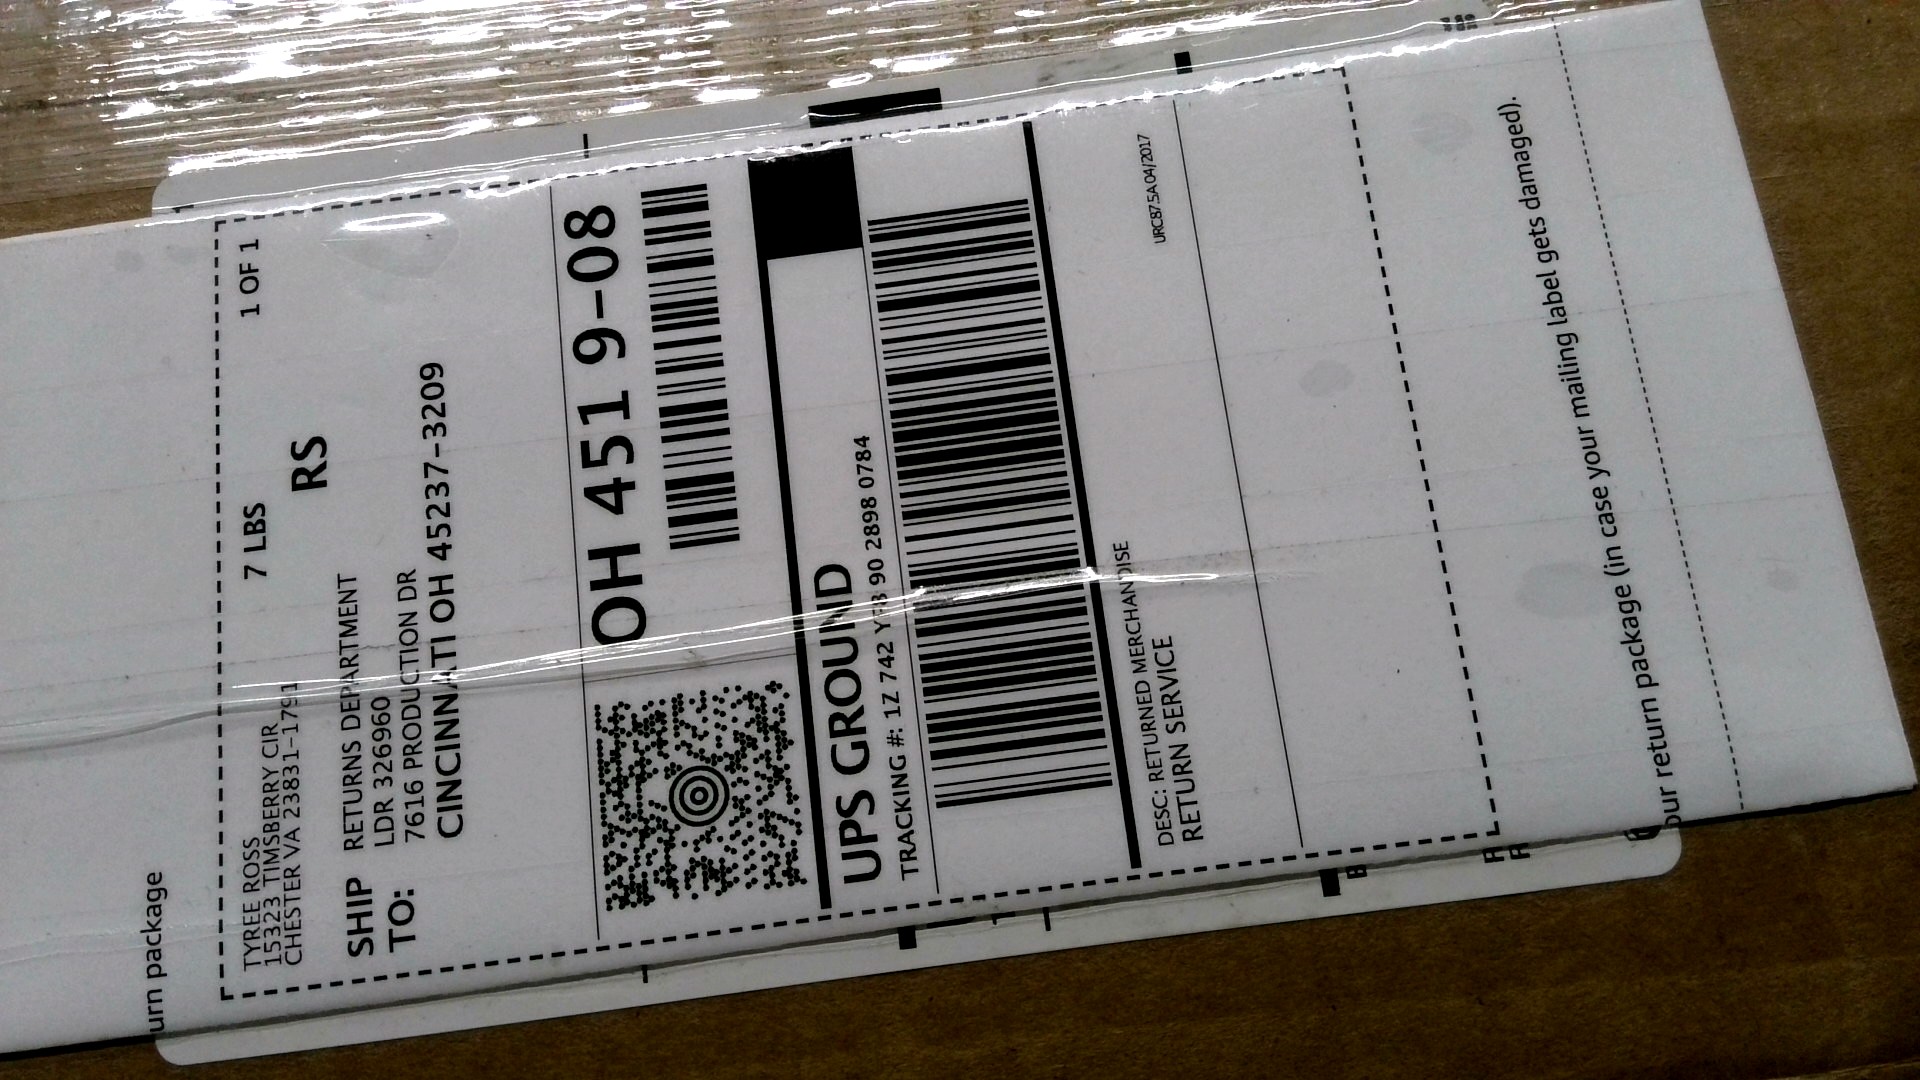 urn package
TYREE ROSS
15323 TIMSBERRY CIR
CHESTER VA 23831-1791
7 LBS
1 OF 1
RS
SHIP TO:
RETURNS DEPARTMENT
LDR 326960
7616 PRODUCTION DR
CINCINNATI OH 45237-3209
OH 451 9-08
UPS GROUND
TRACKING #: 1Z 742 Y 90 2898 0784
DESC: RETURNED MERCHANDISE
RETURN SERVICE
URC87.5A 04/2017
our return package (in case your mailing label gets damaged).